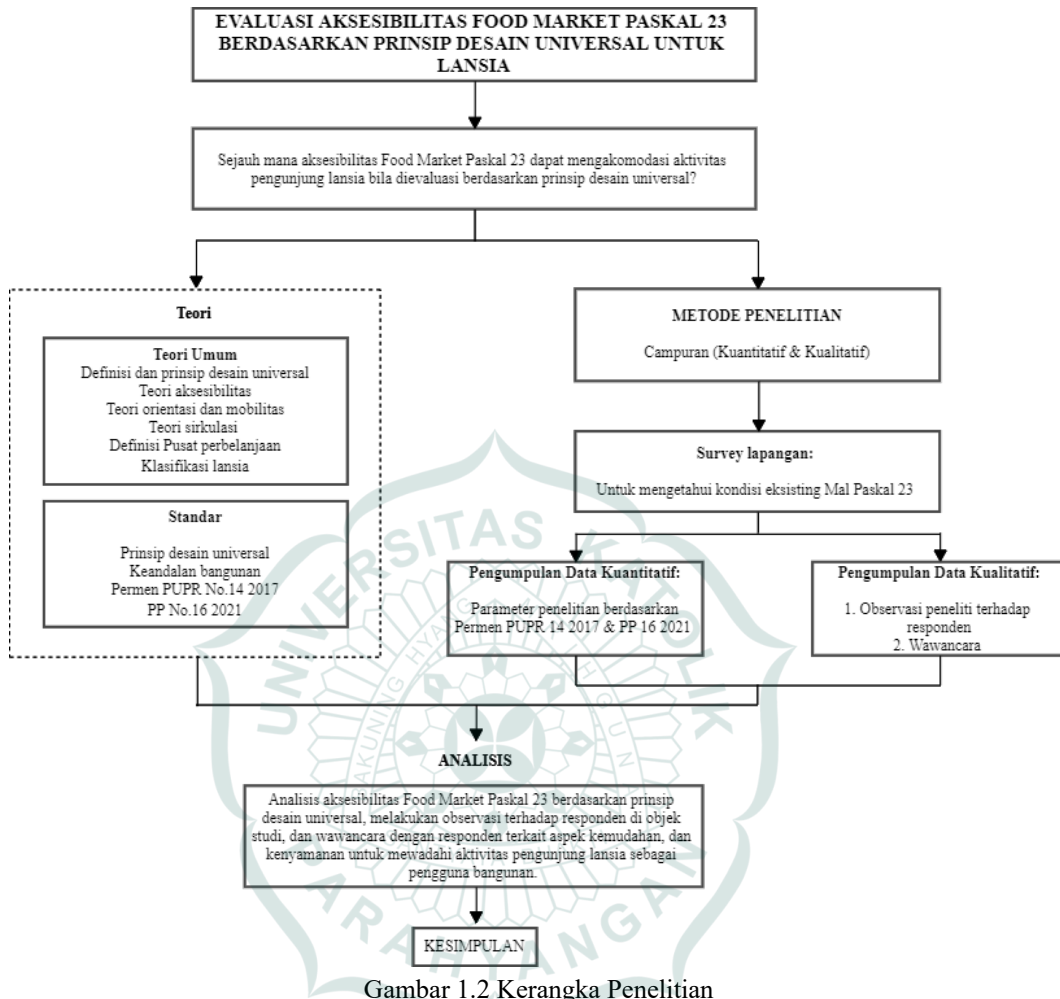 EVALUASI AKSESIBILITAS FOOD MARKET PASKAL 23
BERDASARKAN PRINSIP DESAIN UNIVERSAL UNTUK
LANSIA
Sejauh mana aksesibilitas Food Market Paskal 23 dapat mengakomodasi aktivitas
pengunjung lansia bila dievaluasi berdasarkan prinsip desain universal?
Teori
Teori Umum
Definisi dan prinsip desain universal
Teori aksesibilitas
Teori orientasi dan mobilitas
Teori sirkulasi
Definisi Pusat perbelanjaan
Klasifikasi lansia
Standar
Prinsip desain universal
Keandalan bangunan
Permen PUPR No.14 2017
PP No.16 2021
METODE PENELITIAN
Campuran (Kuantitatif & Kualitatif)
Survey lapangan:
Untuk mengetahui kondisi eksisting Mal Paskal 23
Pengumpulan Data Kuantitatif:
Parameter penelitian berdasarkan
Permen PUPR 14 2017 & PP 16 2021
Pengumpulan Data Kualitatif:
1. Observasi peneliti terhadap
responden
2. Wawancara
ANALISIS
Analisis aksesibilitas Food Market Paskal 23 berdasarkan prinsip
desain universal, melakukan observasi terhadap responden di objek
studi, dan wawancara dengan responden terkait aspek kemudahan, dan
kenyamanan untuk mewadahi aktivitas pengunjung lansia sebagai
pengguna bangunan.
KESIMPULAN
Gambar 1.2 Kerangka Penelitian
UNIVERSITAS KATOLIK
PARAHYANGAN